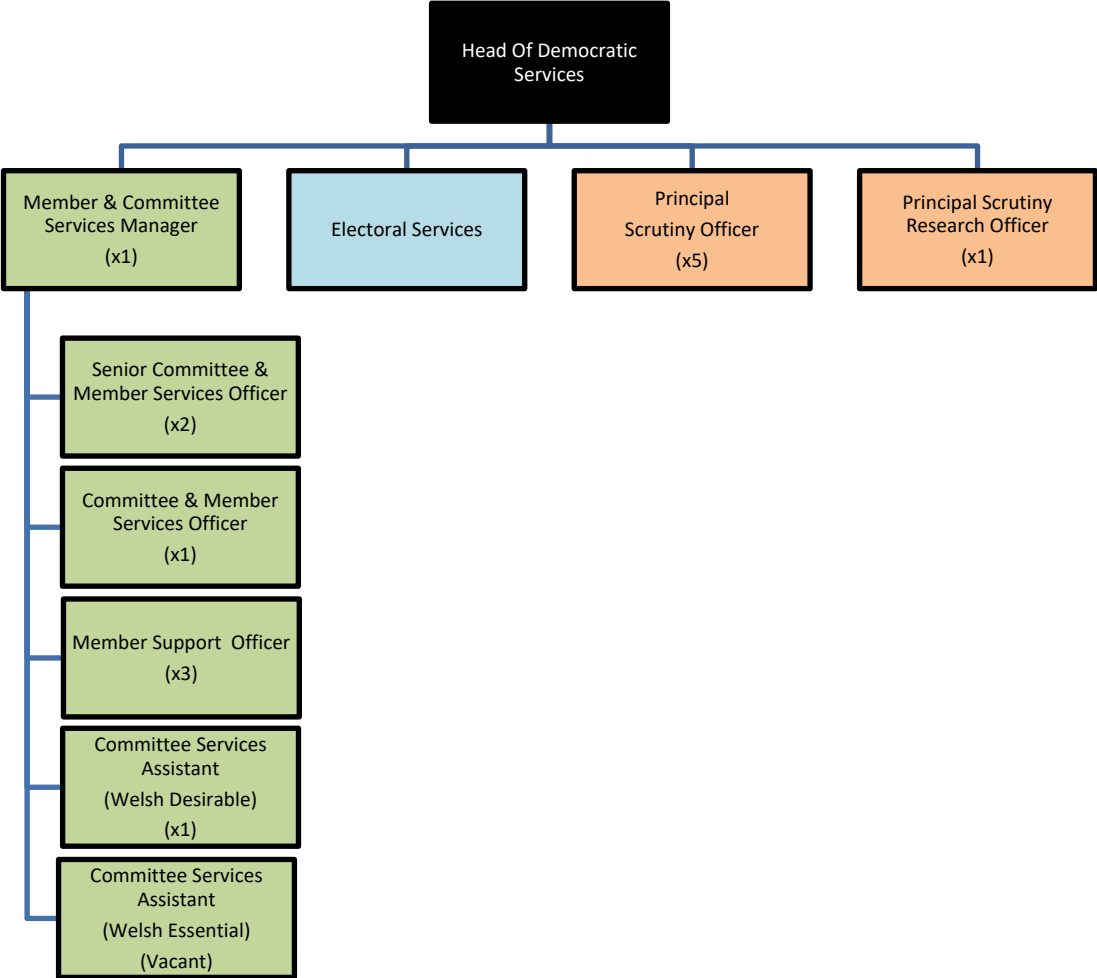 Head Of Democratic
Services
Member & Committee
Services Manager
(x1)
Electoral Services
Principal
Scrutiny Officer
(x5)
Principal Scrutiny
Research Officer
(x1)
Senior Committee &
Member Services Officer
(x2)
Committee & Member
Services Officer
(x1)
Member Support  Officer
(x3)
Committee Services
Assistant
(Welsh Desirable)
(x1)
Committee Services
Assistant
(Welsh Essential)
(Vacant)